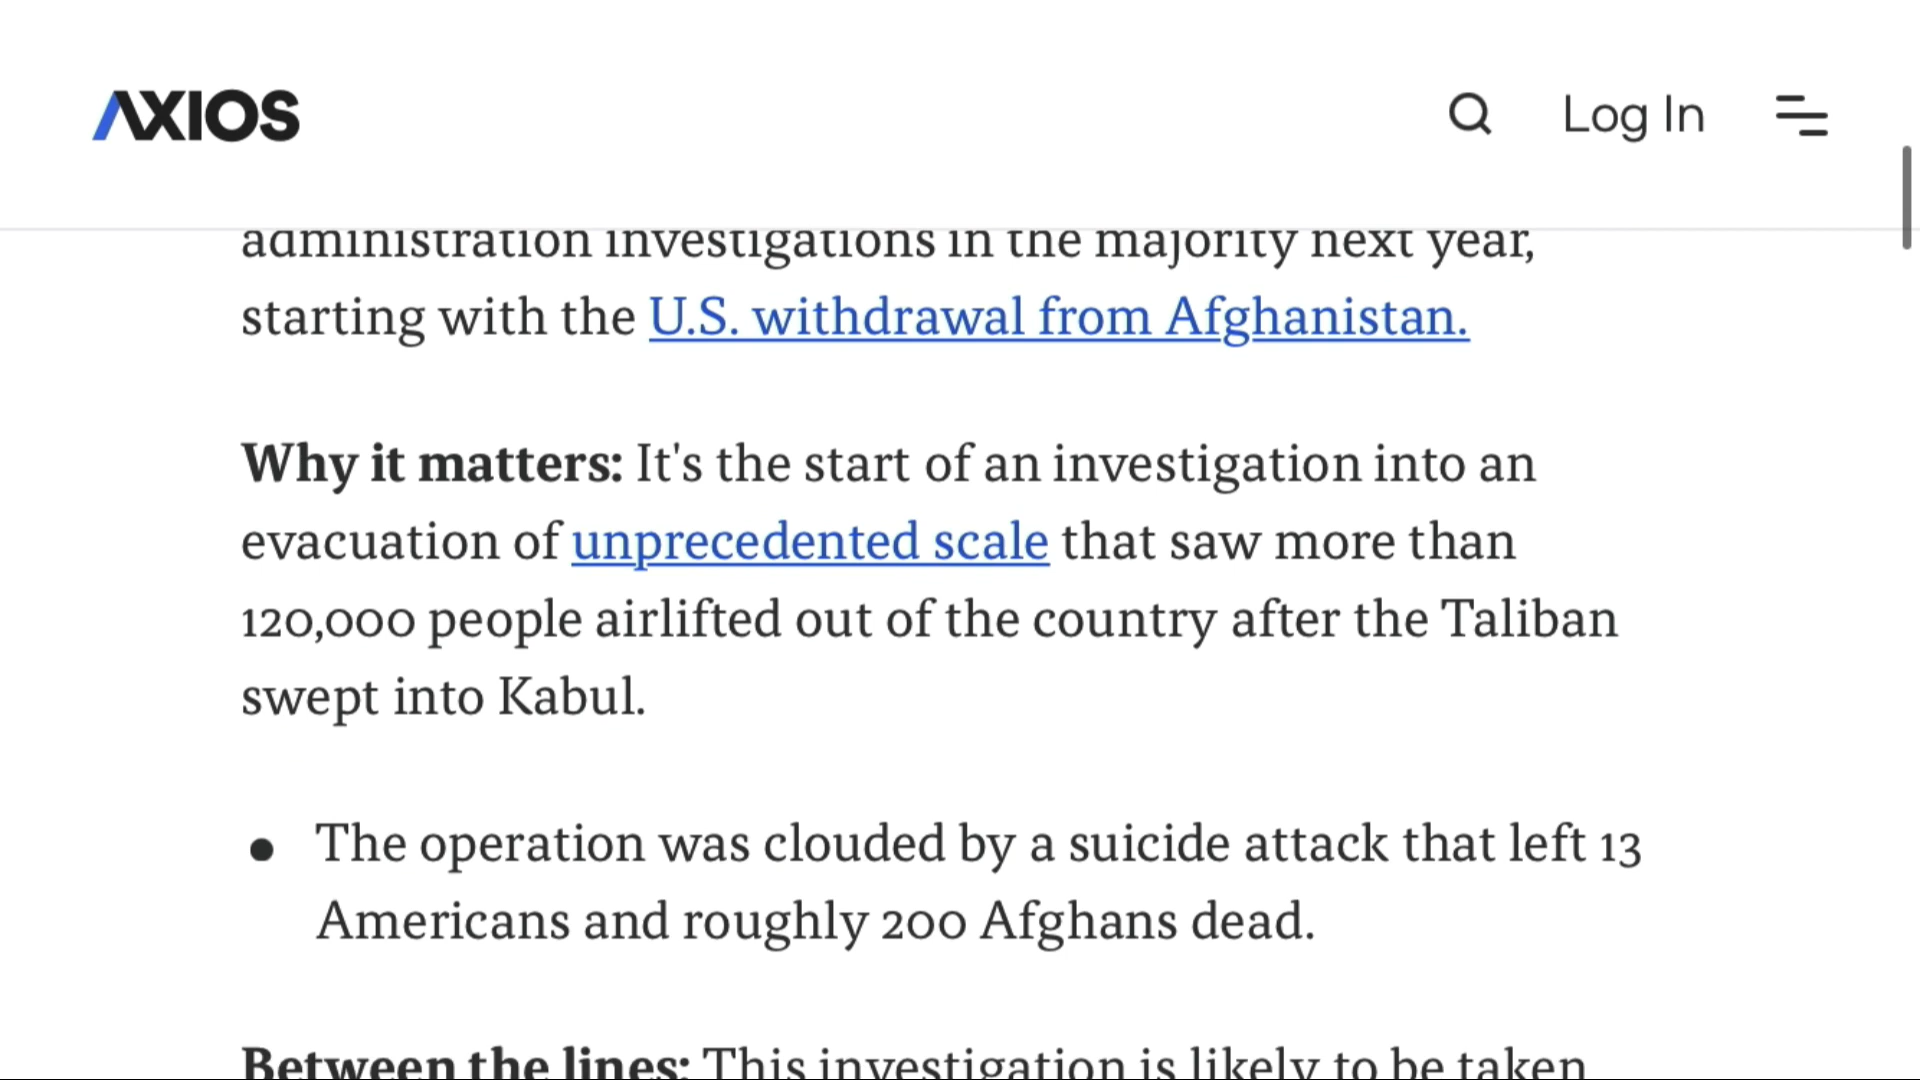 AXIOS
Log In
administration investigations in the majority next year,
starting with the U.S. withdrawal from Afghanistan.
Why it matters: It's the start of an investigation into an
evacuation of unprecedented scale that saw more than
120,000 people airlifted out of the country after the Taliban
swept into Kabul.
The operation was clouded by a suicide attack that left 13
Americans and roughly 200 Afghans dead.
Between the lines: This investigation is likely to be taken